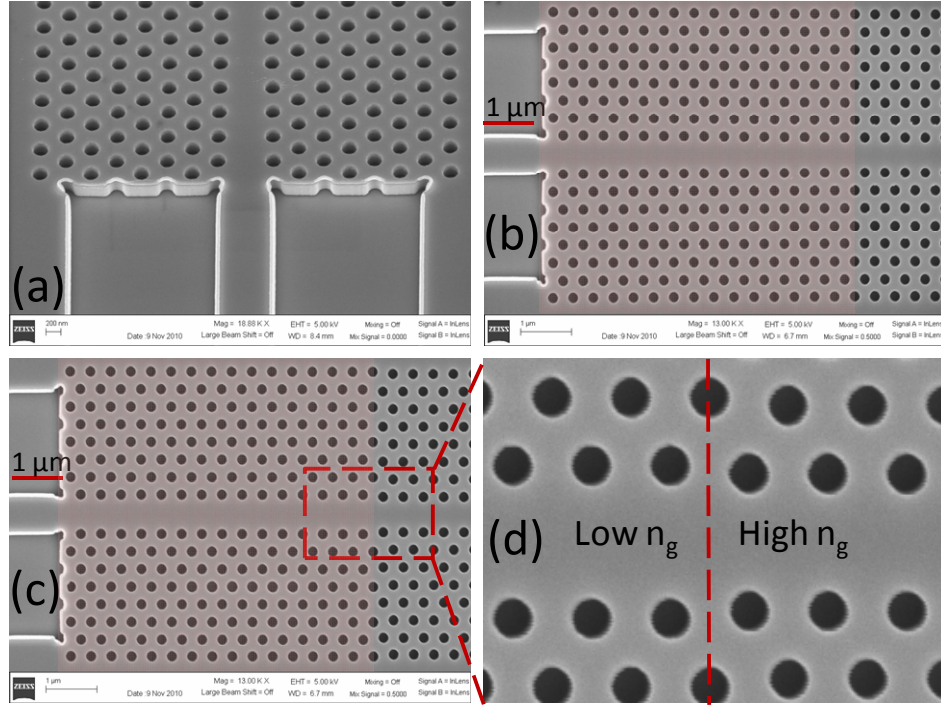 (a)
200 nm
ZEISS
Mag = 18.88 K X
EHT = 5.00 kV
Mixing = Off
Signal A = InLens
Date :9 Nov 2010
Large Beam Shift = Off
WD = 8.4 mm
Mix Signal = 0.0000
Signal B = InLens
1 µm
(b)
1 µm
ZEISS
Mag = 13.00 K X
EHT = 5.00 kV
Mixing = Off
Signal A = InLens
Date :9 Nov 2010
Large Beam Shift = Off
WD = 6.7 mm
Mix Signal = 0.5000
Signal B = InLens
1 µm
(c)
1 µm
ZEISS
Mag = 13.00 K X
EHT = 5.00 kV
Mixing = Off
Signal A = InLens
Date :9 Nov 2010
Large Beam Shift = Off
WD = 6.7 mm
Mix Signal = 0.5000
Signal B = InLens
(d)
Low ng
High ng